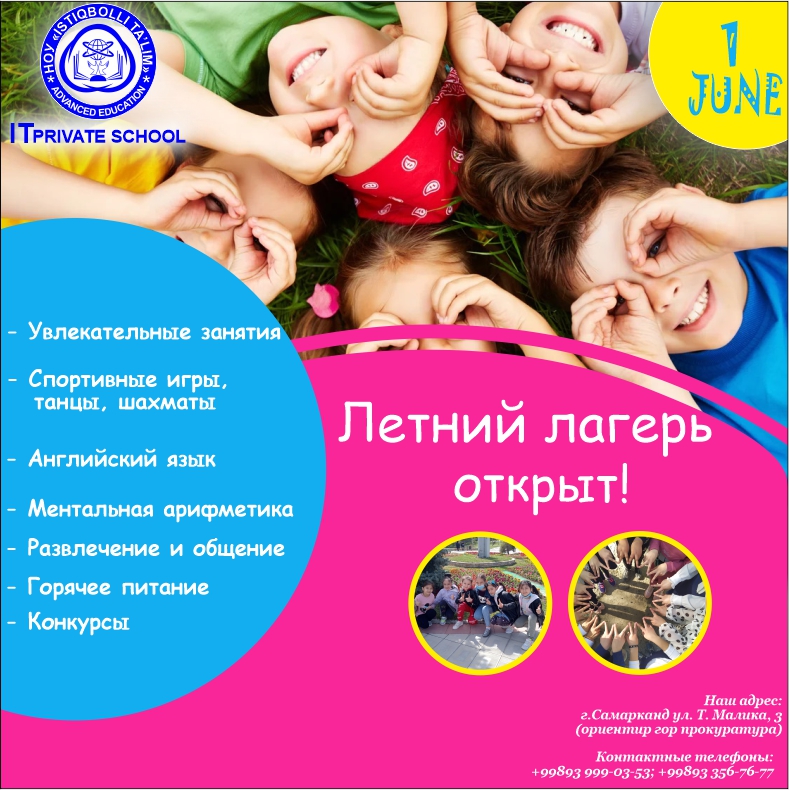 НОУ «ISTIQBOLLI TA'LIM»
ADVANCED EDUCATION
IT PRIVATE SCHOOL
1
JUNE
- Увлекательные занятия
- Спортивные игры,
танцы, шахматы
- Английский язык
- Ментальная арифметика
- Развлечение и общение
- Горячее питание
- Конкурсы
Летний лагерь
открыт!
Наш адрес:
г.Самарканд ул. Т. Малика, 3
(ориентир гор прокуратура)
Контактные телефоны:
+99893 999-03-53; +99893 356-76-77